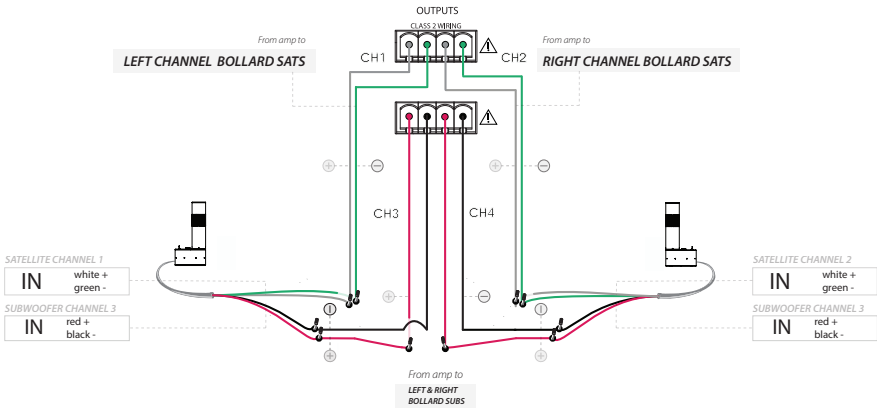 OUTPUTS
CLASS 2 WIRING
From amp to
LEFT CHANNEL BOLLARD SATS
CH1
CH2
From amp to
RIGHT CHANNEL BOLLARD SATS
CH3
CH4
SATELLITE CHANNEL 1
IN
white +
green -
SUBWOOFER CHANNEL 3
IN
red +
black -
SATELLITE CHANNEL 2
IN
white +
green -
SUBWOOFER CHANNEL 3
IN
red +
black -
From amp to
LEFT & RIGHT
BOLLARD SUBS